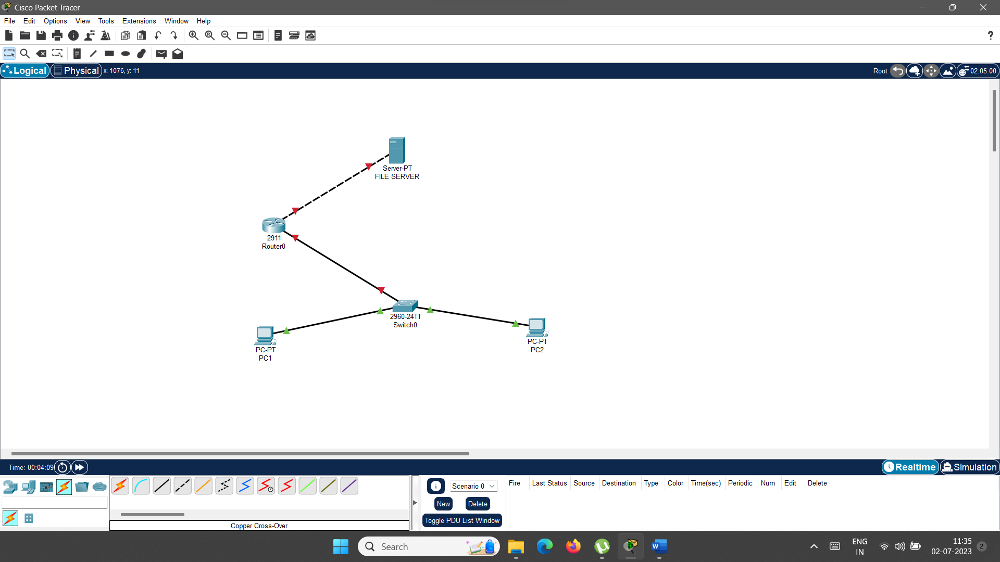 Cisco Packet Tracer
File Edit Options View Tools Extensions Window Help
?
Logical Physical x: 1076, y: 11 Root 02:05:00
Server-PT
FILE SERVER
2911
Router0
2960-24TT
Switch0
PC-PT
PC1
PC-PT
PC2
Time: 00:04:09 Realtime Simulation
Scenario 0
New Delete
Toggle PDU List Window
Fire Last Status Source Destination Type Color Time(sec) Periodic Num Edit Delete
Copper Cross-Over
Search
ENG
IN
11:35
02-07-2023
2